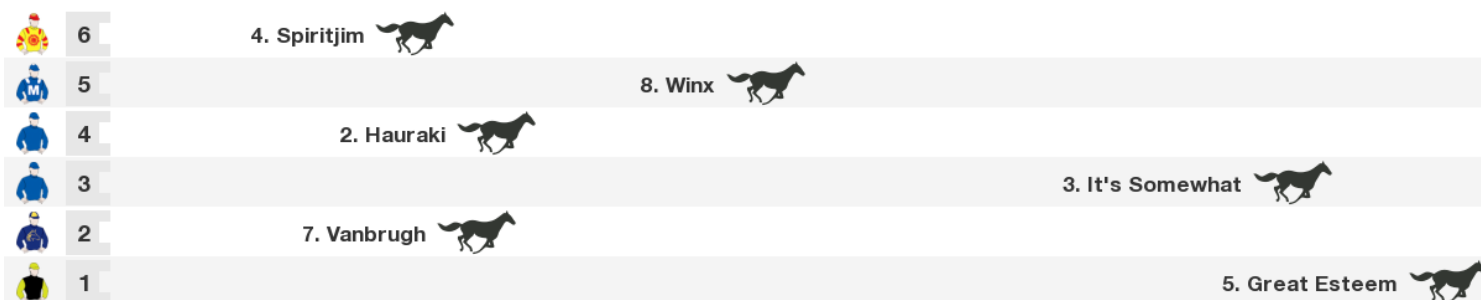 6 4. Spiritjim
M 5 8. Winx
4 2. Hauraki
3 3. It's Somewhat
2 7. Vanbrugh
1 5. Great Esteem